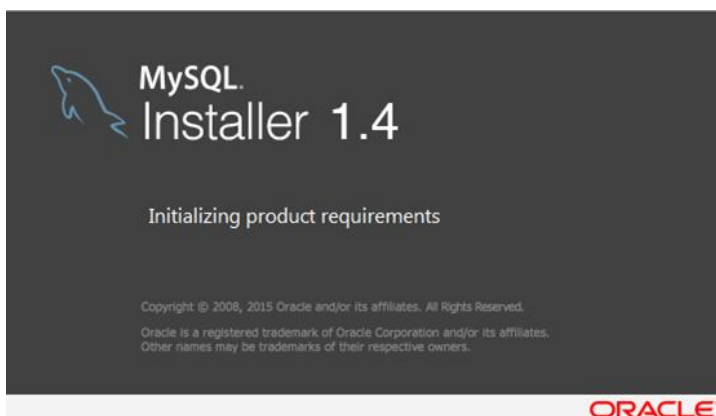 MySQL.
Installer 1.4
Initializing product requirements
Copyright © 2008, 2015 Oracle and/or its affiliates. All Rights Reserved.
Oracle is a registered trademark of Oracle Corporation and/or its affiliates.
Other names may be trademarks of their respective owners.
ORACLE